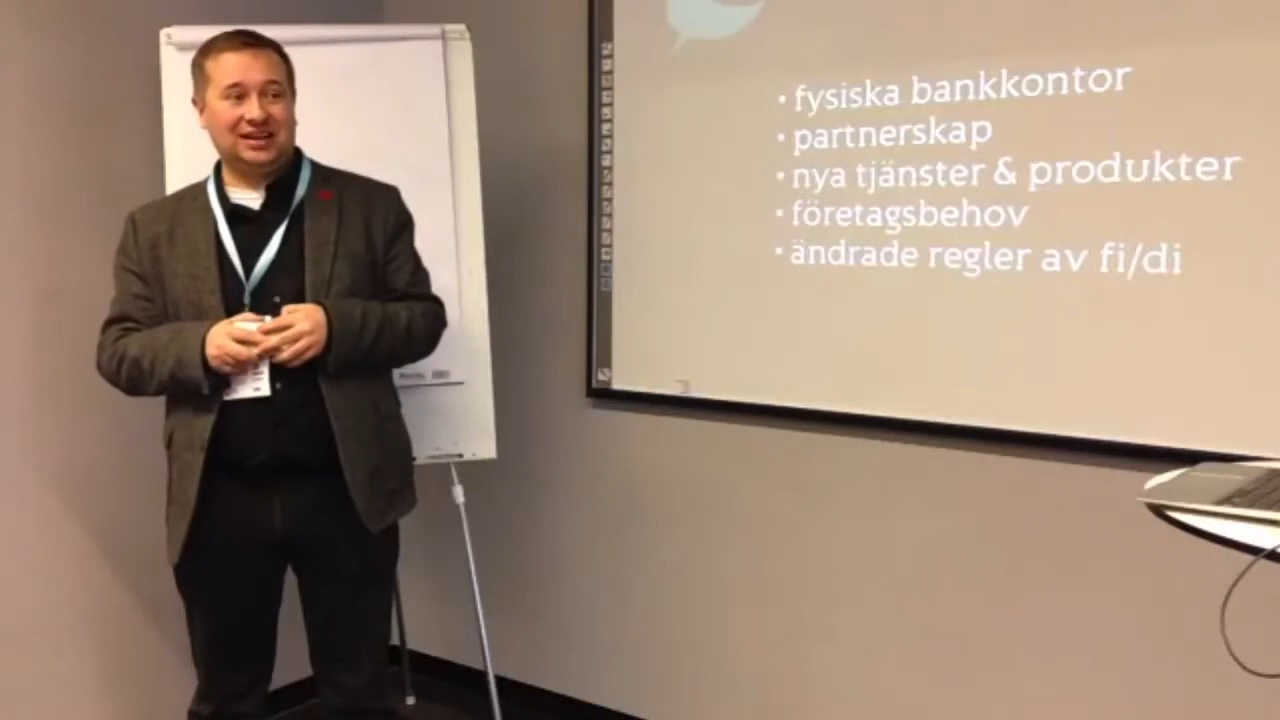 • fysiska bankkontor
• partnerskap
• nya tjänster & produkter
• företagsbehov
• ändrade regler av fi/di